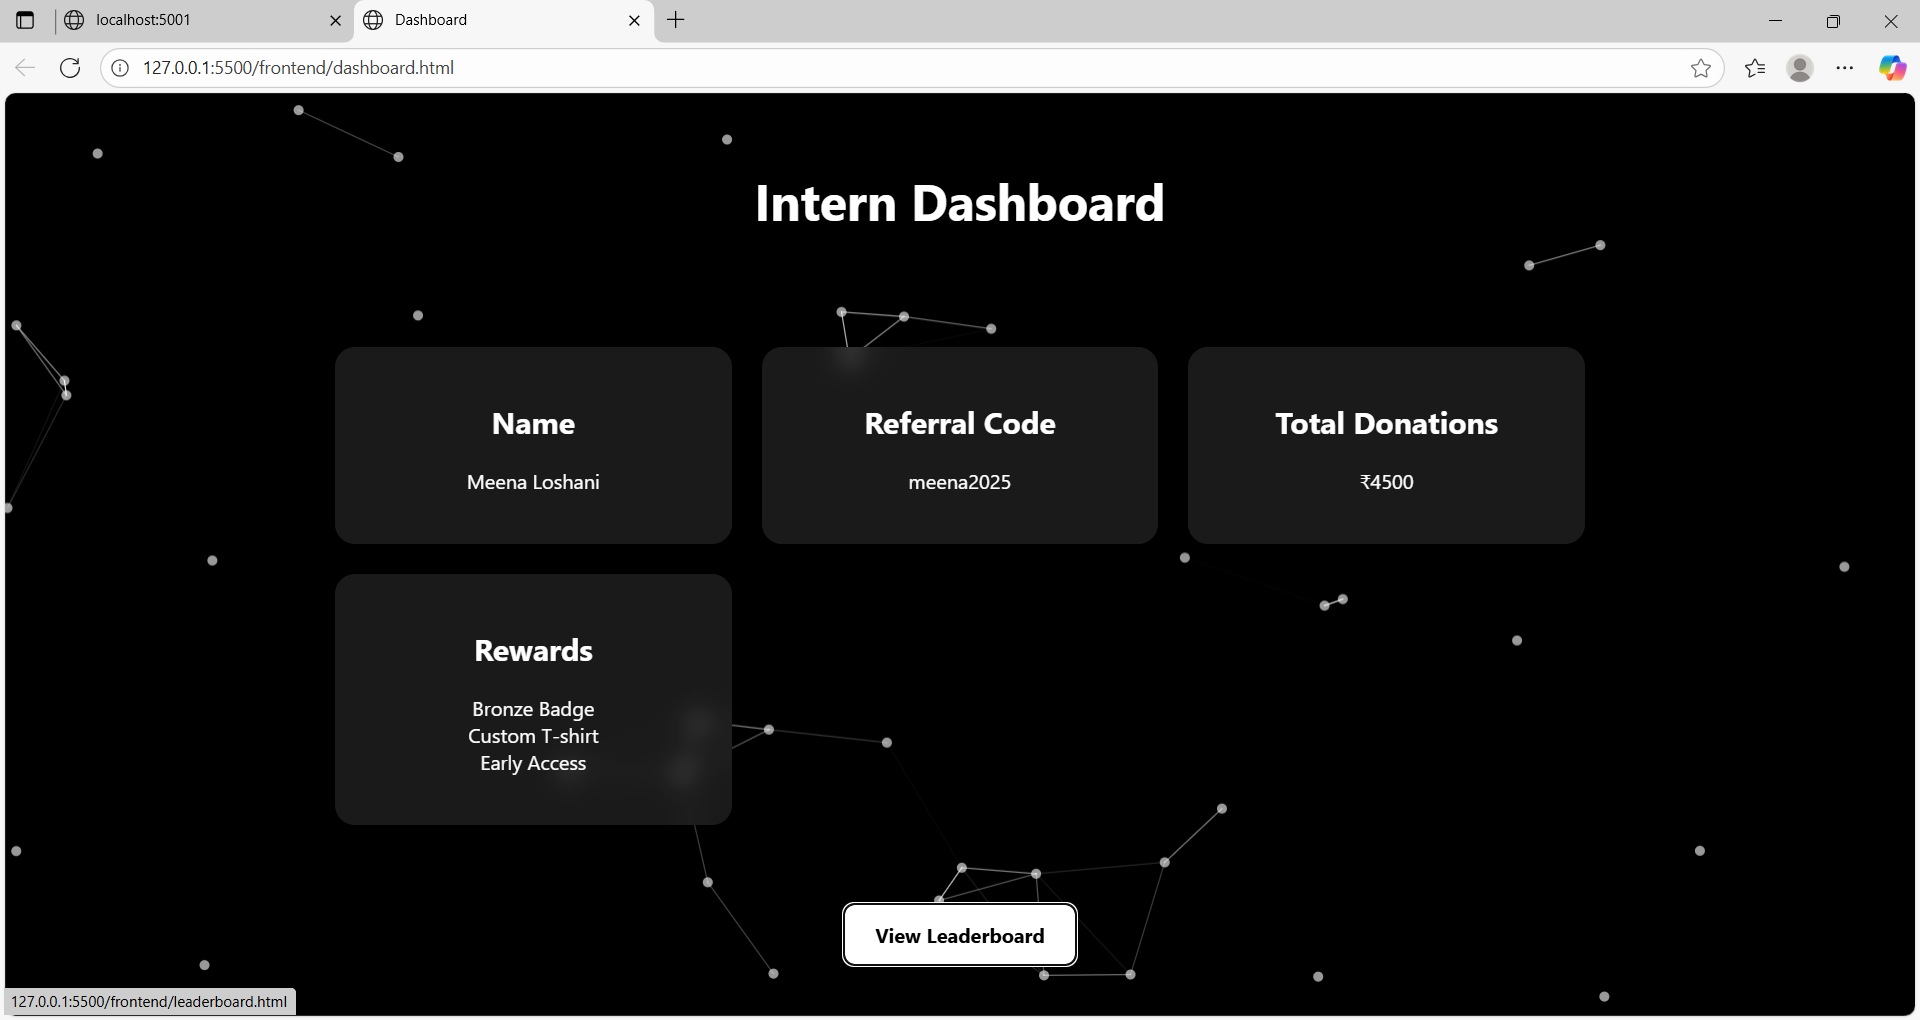 localhost:5001
Dashboard
127.0.0.1:5500/frontend/dashboard.html
Intern Dashboard
Name
Meena Loshani
Referral Code
meena2025
Total Donations
₹4500
Rewards
Bronze Badge
Custom T-shirt
Early Access
View Leaderboard
127.0.0.1:5500/frontend/leaderboard.html